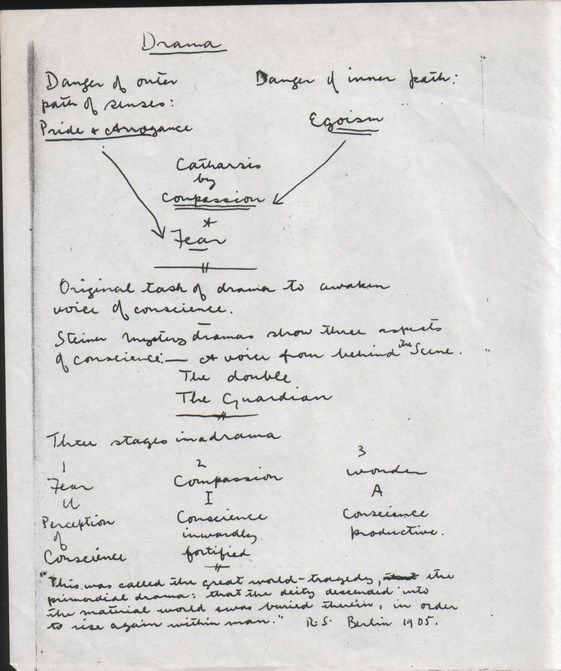 Drama
Danger of outer
path of senses:
Pride & Arrogance
Danger of inner path:
Egoism
Catharsis
by
Compassion
&
Fear
Original task of drama to awaken
voice of conscience.
Steiner Mystery dramas show three aspects
of conscience:— A voice from behind the Scene.
The double
The Guardian
Three stages in a drama
1 2 3
Fear Compassion wonder
U I A
Perception Conscience Conscience
of inwardly productive.
Conscience fortified
"This was called the great world-tragedy, the
primordial drama: that the deity descended into
the material world & was buried therein, in order
to rise again within man." R.S. Berlin 1905.